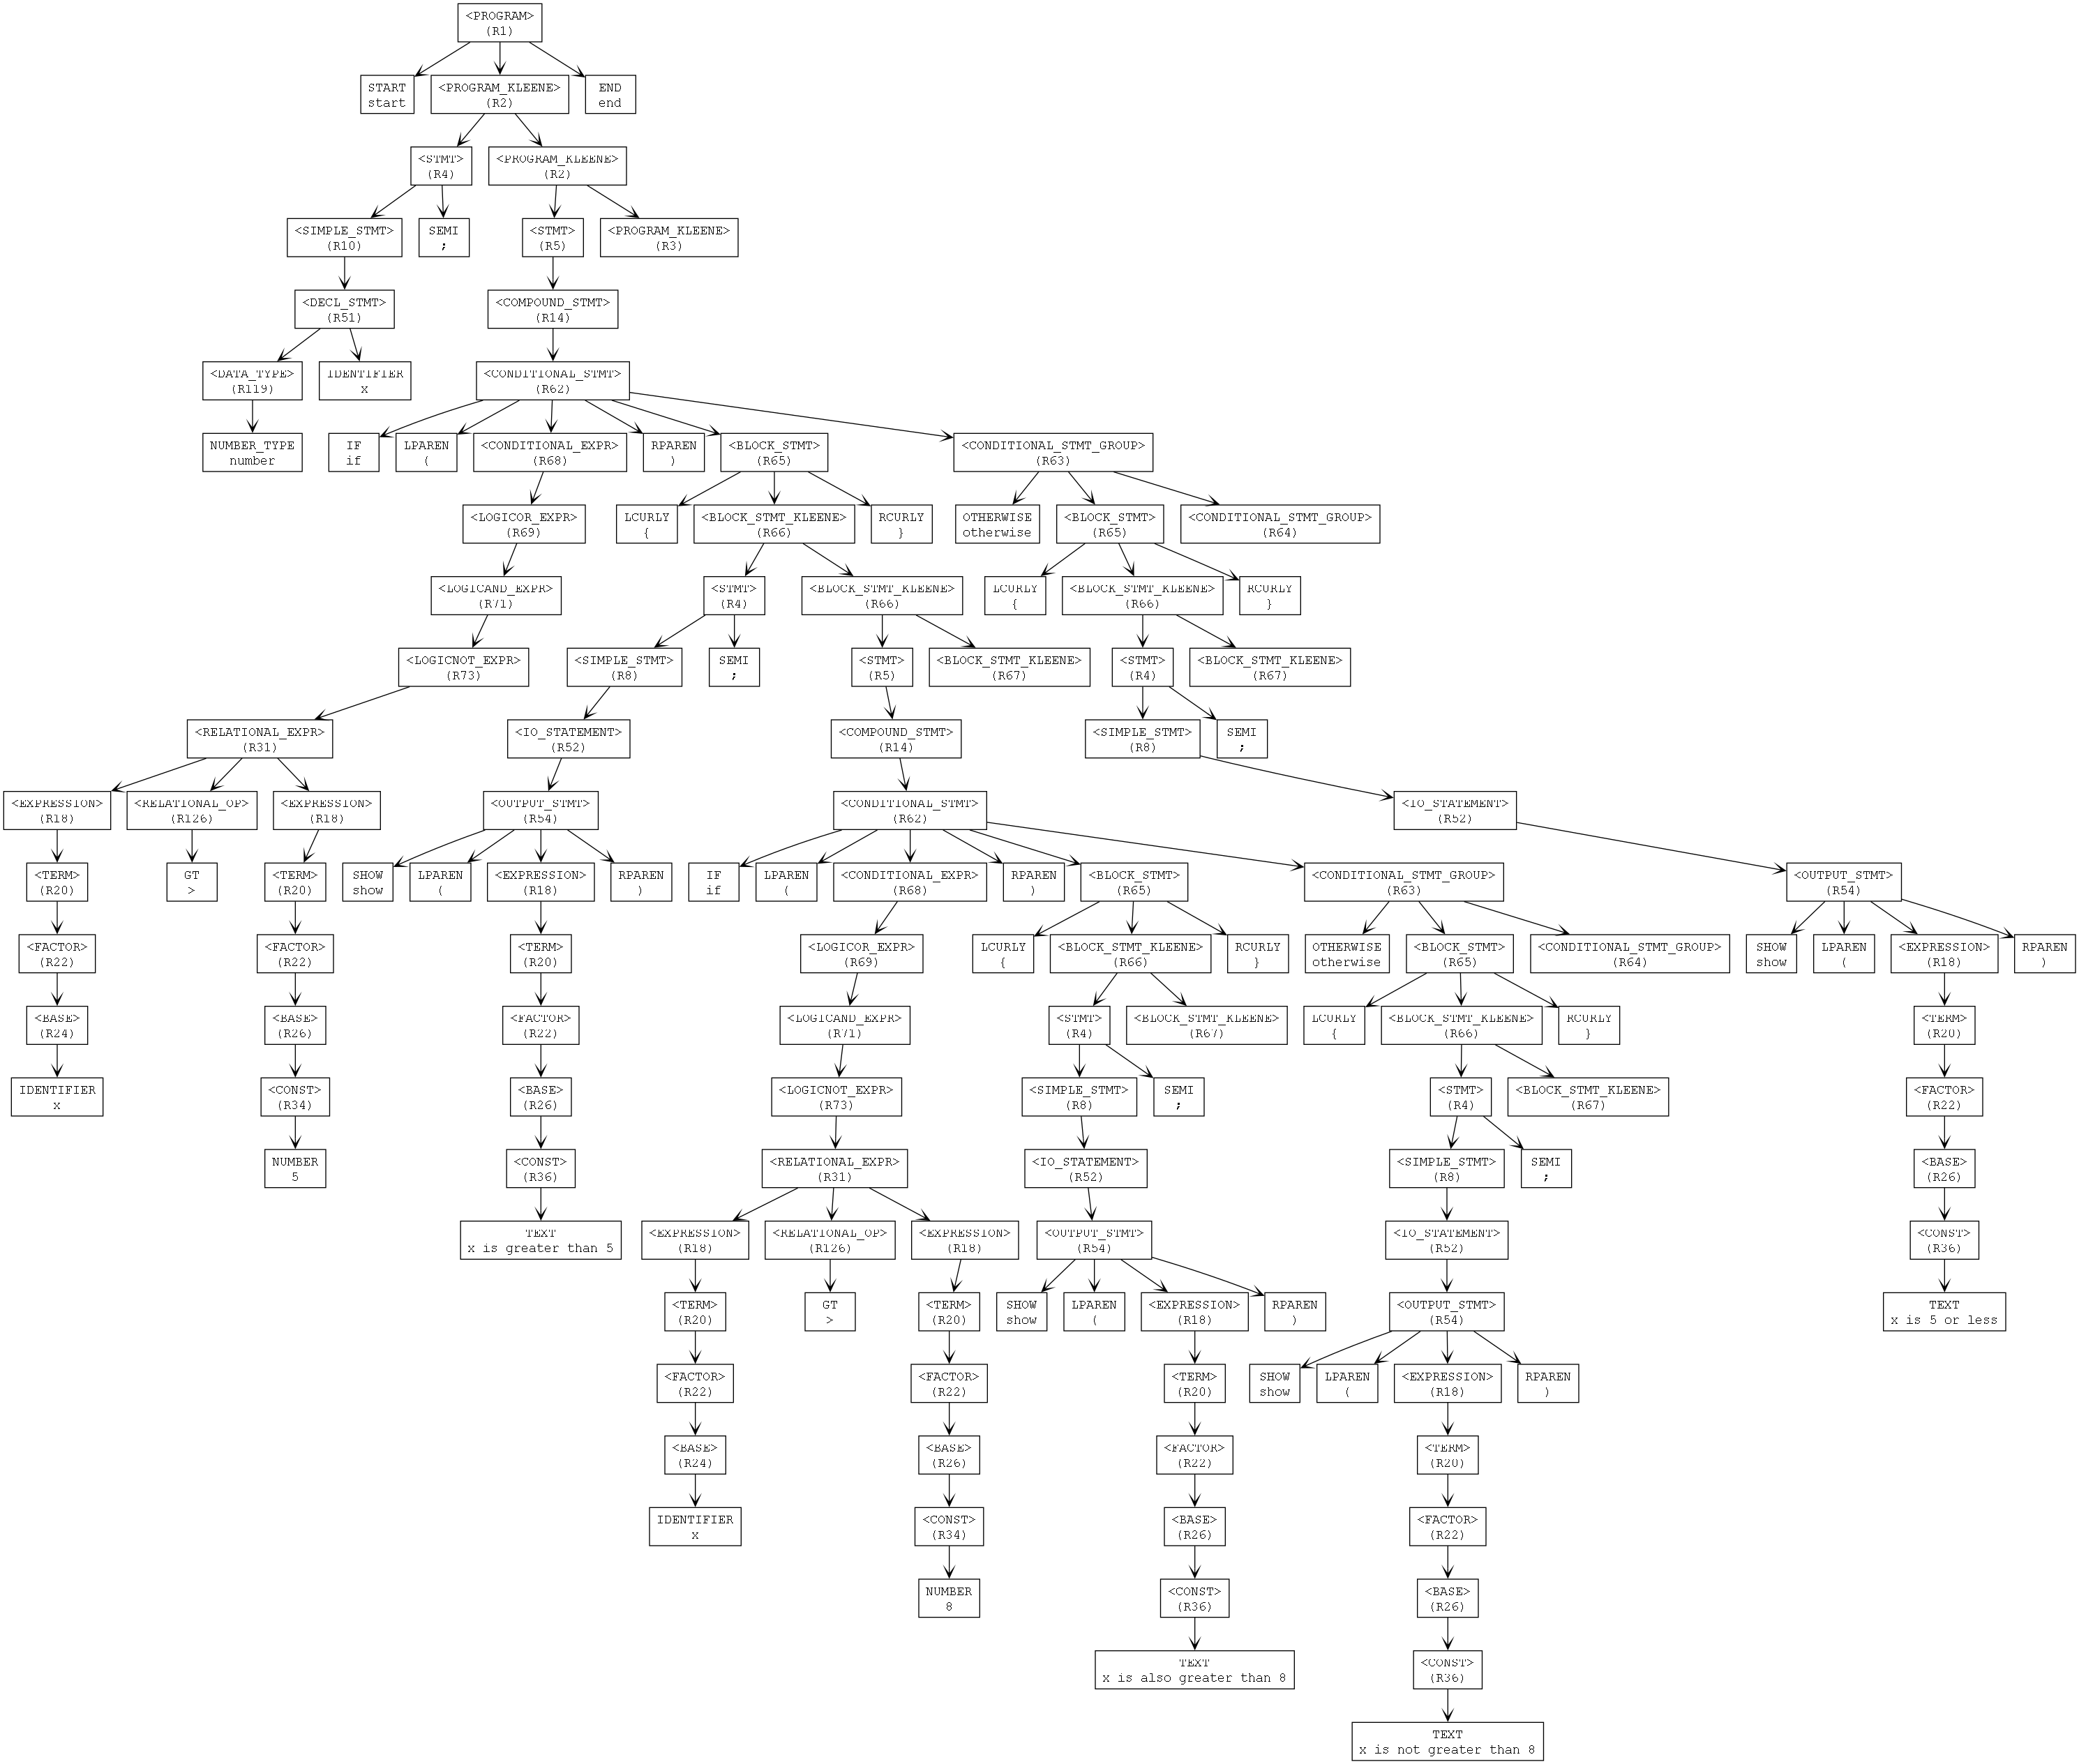 <PROGRAM>
(R1)
START
start
<PROGRAM_KLEENE>
(R2)
END
end
<STMT>
(R4)
<PROGRAM_KLEENE>
(R2)
<SIMPLE_STMT>
(R10)
SEMI
;
<STMT>
(R5)
<PROGRAM_KLEENE>
(R3)
<DECL_STMT>
(R51)
<COMPOUND_STMT>
(R14)
<DATA_TYPE>
(R119)
IDENTIFIER
x
<CONDITIONAL_STMT>
(R62)
NUMBER_TYPE
number
IF
if
LPAREN
(
<CONDITIONAL_EXPR>
(R68)
RPAREN
)
<BLOCK_STMT>
(R65)
<CONDITIONAL_STMT_GROUP>
(R63)
<LOGICOR_EXPR>
(R69)
LCURLY
{
<BLOCK_STMT_KLEENE>
(R66)
RCURLY
}
OTHERWISE
otherwise
<BLOCK_STMT>
(R65)
<CONDITIONAL_STMT_GROUP>
(R64)
<LOGICAND_EXPR>
(R71)
<STMT>
(R4)
<BLOCK_STMT_KLEENE>
(R66)
LCURLY
{
<BLOCK_STMT_KLEENE>
(R66)
RCURLY
}
<LOGICNOT_EXPR>
(R73)
<SIMPLE_STMT>
(R8)
SEMI
;
<STMT>
(R5)
<BLOCK_STMT_KLEENE>
(R67)
<STMT>
(R4)
<BLOCK_STMT_KLEENE>
(R67)
<RELATIONAL_EXPR>
(R31)
<IO_STATEMENT>
(R52)
<COMPOUND_STMT>
(R14)
<SIMPLE_STMT>
(R8)
SEMI
;
<EXPRESSION>
(R18)
<RELATIONAL_OP>
(R126)
<EXPRESSION>
(R18)
<OUTPUT_STMT>
(R54)
<CONDITIONAL_STMT>
(R62)
<IO_STATEMENT>
(R52)
<TERM>
(R20)
GT
>
<TERM>
(R20)
SHOW
show
LPAREN
(
<EXPRESSION>
(R18)
RPAREN
)
IF
if
LPAREN
(
<CONDITIONAL_EXPR>
(R68)
RPAREN
)
<BLOCK_STMT>
(R65)
<CONDITIONAL_STMT_GROUP>
(R63)
<OUTPUT_STMT>
(R54)
<FACTOR>
(R22)
<FACTOR>
(R22)
<TERM>
(R20)
<LOGICOR_EXPR>
(R69)
LCURLY
{
<BLOCK_STMT_KLEENE>
(R66)
RCURLY
}
OTHERWISE
otherwise
<BLOCK_STMT>
(R65)
<CONDITIONAL_STMT_GROUP>
(R64)
SHOW
show
LPAREN
(
<EXPRESSION>
(R18)
RPAREN
)
<BASE>
(R24)
<BASE>
(R26)
<FACTOR>
(R22)
<LOGICAND_EXPR>
(R71)
<STMT>
(R4)
<BLOCK_STMT_KLEENE>
(R67)
LCURLY
{
<BLOCK_STMT_KLEENE>
(R66)
RCURLY
}
<TERM>
(R20)
IDENTIFIER
x
<CONST>
(R34)
<BASE>
(R26)
<LOGICNOT_EXPR>
(R73)
<SIMPLE_STMT>
(R8)
SEMI
;
<STMT>
(R4)
<BLOCK_STMT_KLEENE>
(R67)
<FACTOR>
(R22)
NUMBER
5
<CONST>
(R36)
<RELATIONAL_EXPR>
(R31)
<IO_STATEMENT>
(R52)
<SIMPLE_STMT>
(R8)
SEMI
;
<BASE>
(R26)
TEXT
x is greater than 5
<EXPRESSION>
(R18)
<RELATIONAL_OP>
(R126)
<EXPRESSION>
(R18)
<OUTPUT_STMT>
(R54)
<IO_STATEMENT>
(R52)
<CONST>
(R36)
<TERM>
(R20)
GT
>
<TERM>
(R20)
SHOW
show
LPAREN
(
<EXPRESSION>
(R18)
RPAREN
)
<OUTPUT_STMT>
(R54)
TEXT
x is 5 or less
<FACTOR>
(R22)
<FACTOR>
(R22)
<TERM>
(R20)
SHOW
show
LPAREN
(
<EXPRESSION>
(R18)
RPAREN
)
<BASE>
(R24)
<BASE>
(R26)
<FACTOR>
(R22)
<TERM>
(R20)
IDENTIFIER
x
<CONST>
(R34)
<BASE>
(R26)
<FACTOR>
(R22)
NUMBER
8
<CONST>
(R36)
<BASE>
(R26)
TEXT
x is also greater than 8
<CONST>
(R36)
TEXT
x is not greater than 8